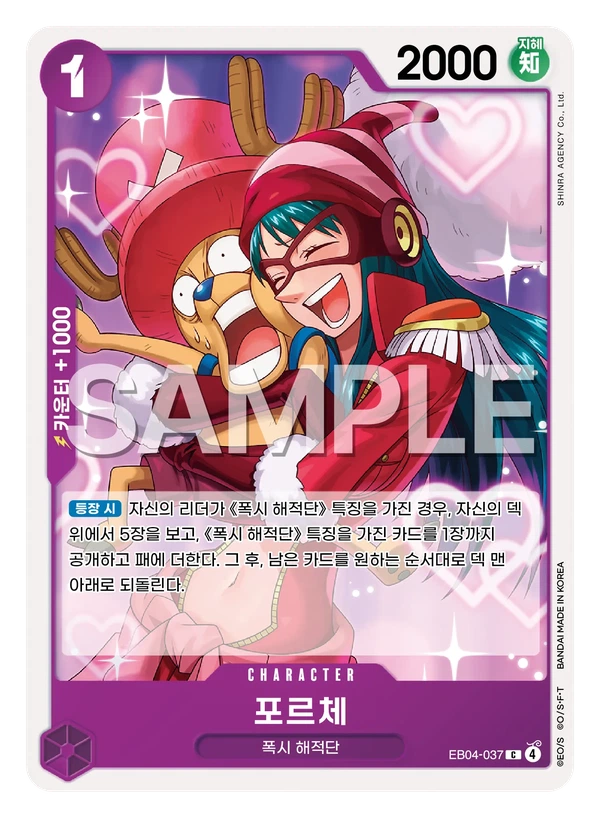 1
2000
지혜
知
SHINRA AGENCY Co., Ltd.
카운터 +1000
SAMPLE
등장 시 자신의 리더가 《폭시 해적단》 특징을 가진 경우, 자신의 덱
위에서 5장을 보고, 《폭시 해적단》 특징을 가진 카드를 1장까지
공개하고 패에 더한다. 그 후, 남은 카드를 원하는 순서대로 덱 맨
아래로 되돌린다.
CHARACTER
포르체
폭시 해적단
EB04-037 C 4
©E.O/S ©O/S·F·T BANDAI MADE IN KOREA